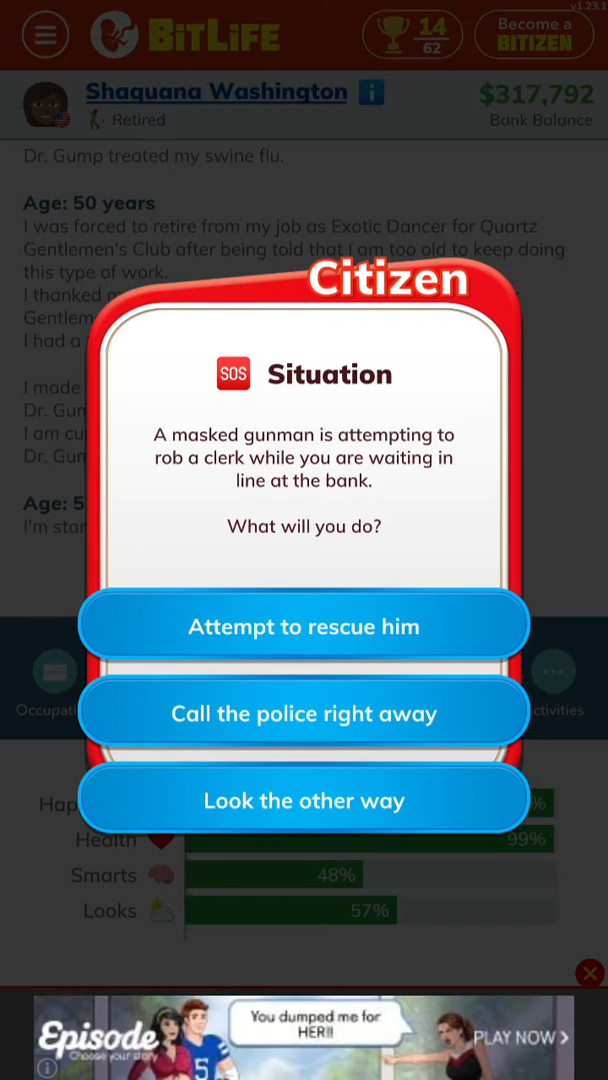 v1.23.1
BITLIFE
14
62
Become a
BITIZEN
Shaquana Washington
$317,792
Retired
Bank Balance
Dr. Gump treated my swine flu.
Age: 50 years
I was forced to retire from my job as Exotic Dancer for Quartz
Gentlemen's Club after being told that I am too old to keep doing
this type of work.
I thanked
Gentlem
I had a
I made
Dr. Gum
I am cu
Dr. Gun
Age: 5
I'm star
Citizen
SOS Situation
A masked gunman is attempting to
rob a clerk while you are waiting in
line at the bank.
What will you do?
Attempt to rescue him
Call the police right away
Look the other way
Occupati
ctivities
Hap
%
Health
99%
Smarts
48%
Looks
57%
Episode
Choose your story
You dumped me for
HER!!
5
PLAY NOW >